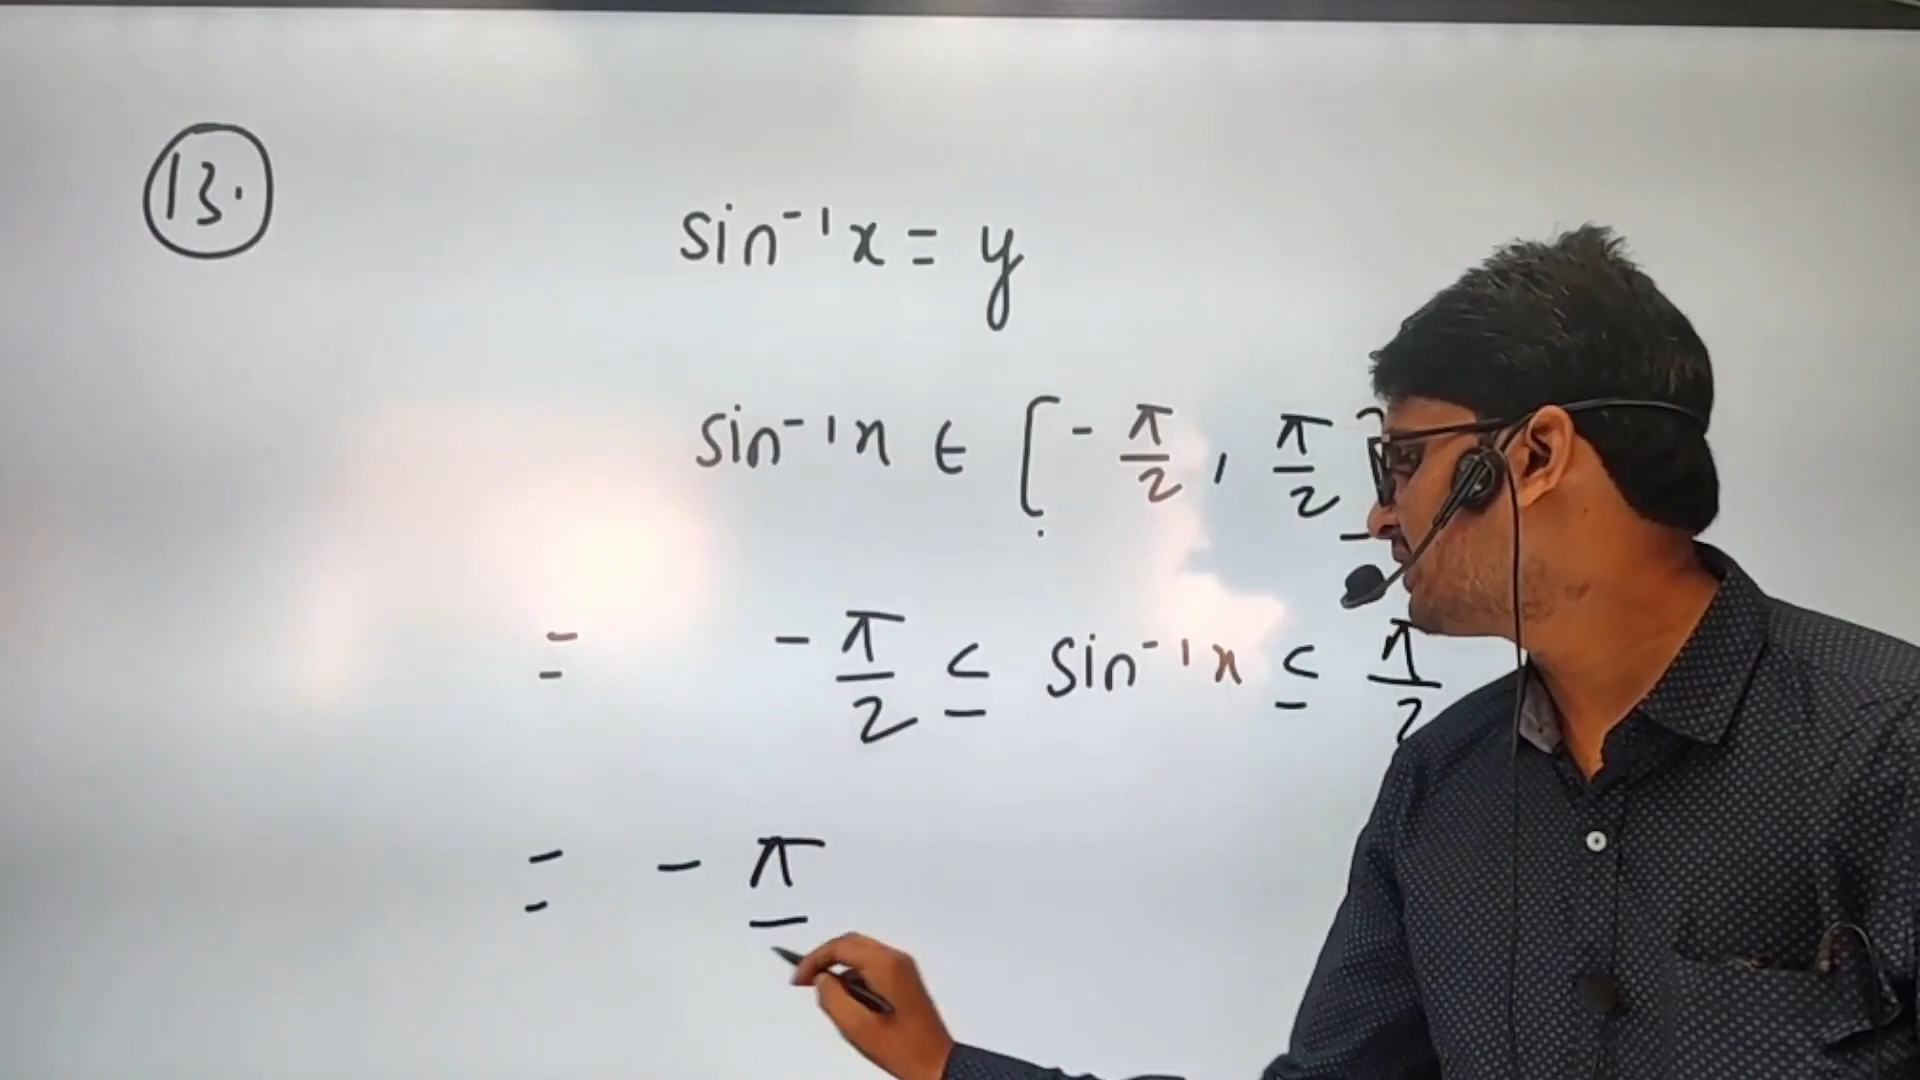 13.
sin⁻¹x = y
sin⁻¹x ∈ [-π/2, π/2]
= -π/2 ≤ sin⁻¹x ≤ π/2
= - π